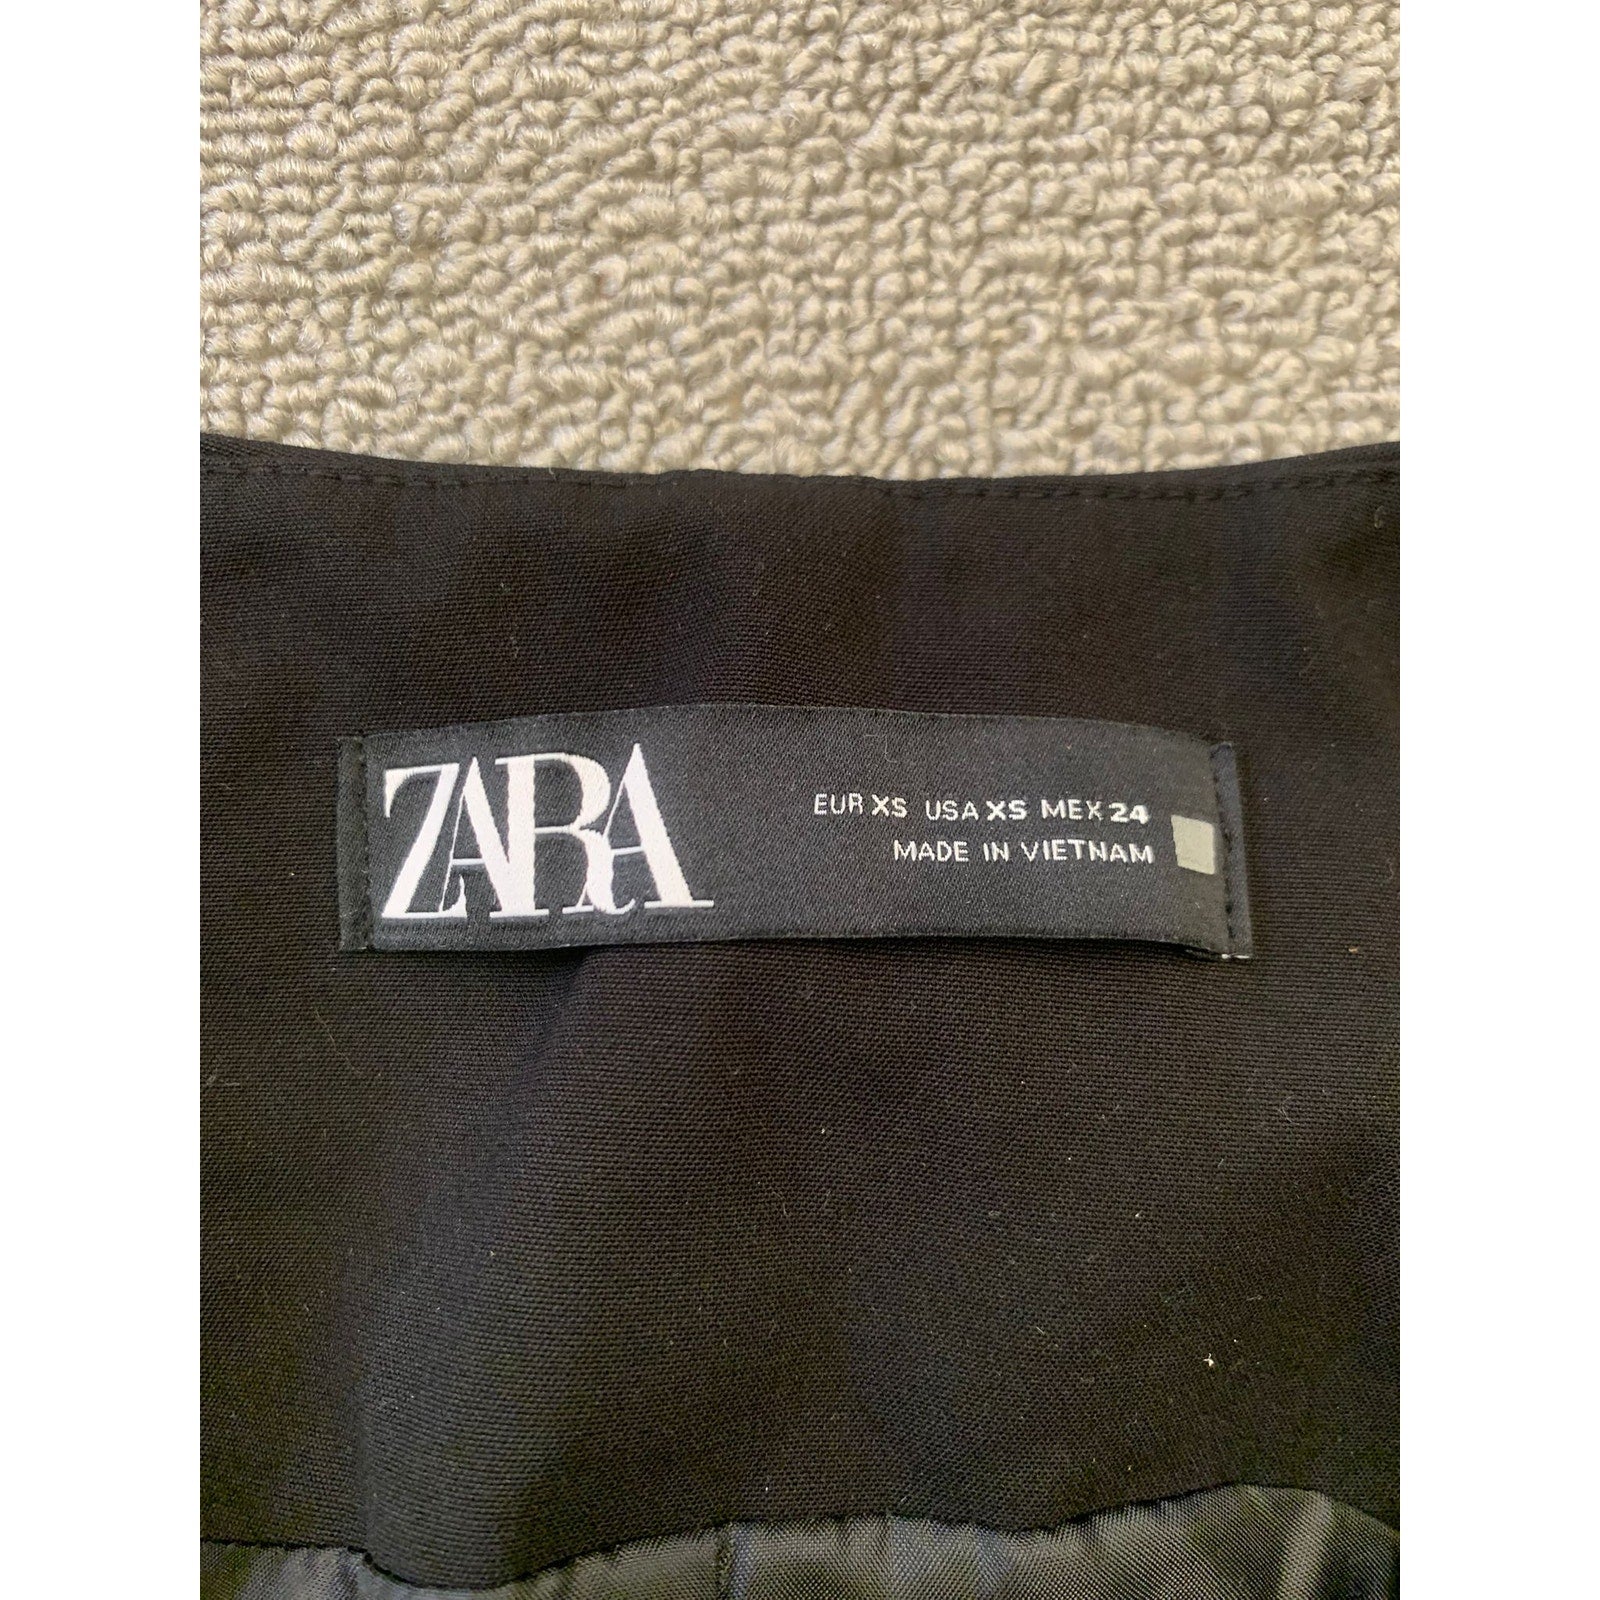 ZARA
EUR XS USA XS MEX 24
MADE IN VIETNAM